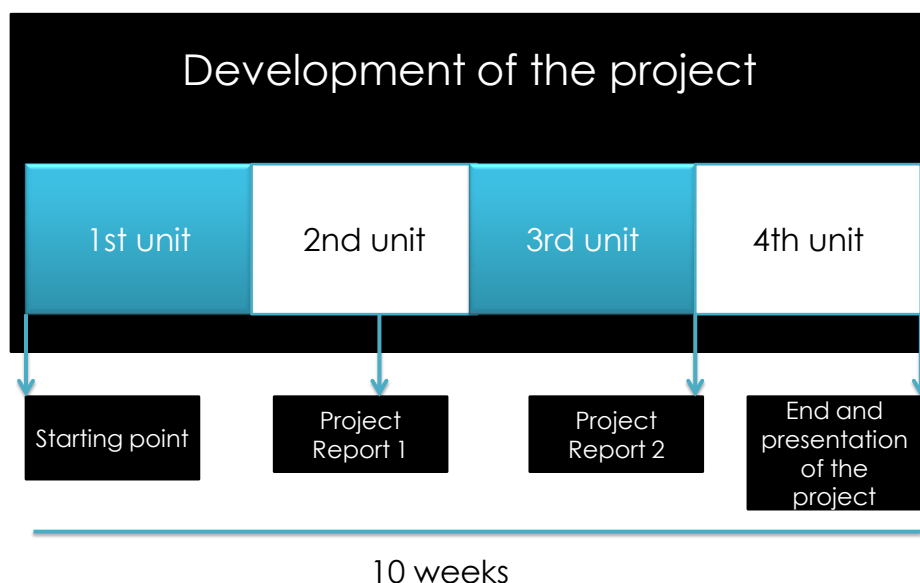 Development of the project
1st unit
2nd unit
3rd unit
4th unit
Starting point
Project
Report 1
Project
Report 2
End and
presentation
of the
project
10 weeks